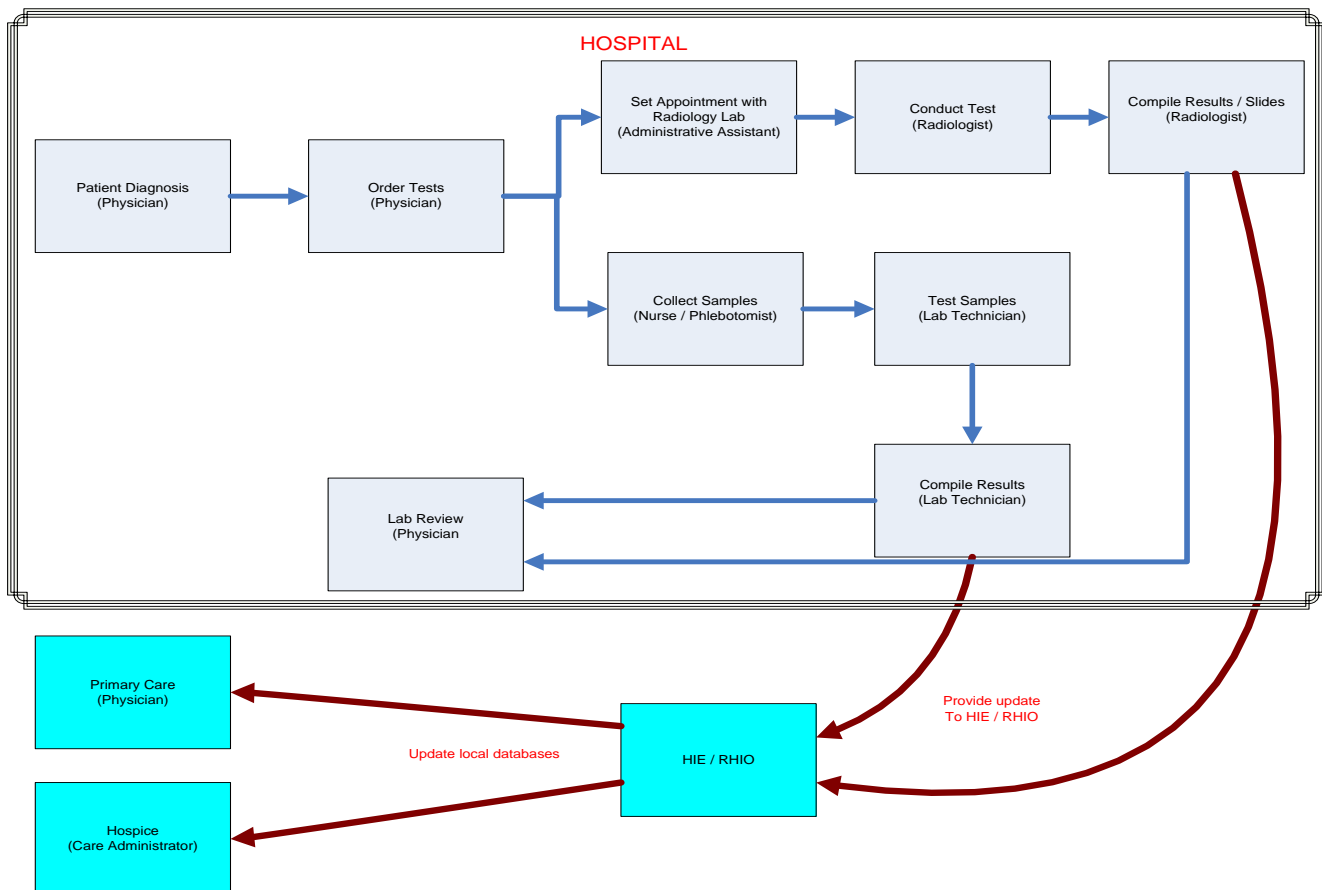 HOSPITAL
Set Appointment with
Radiology Lab
(Administrative Assistant)
Conduct Test
(Radiologist)
Compile Results / Slides
(Radiologist)
Patient Diagnosis
(Physician)
Order Tests
(Physician)
Collect Samples
(Nurse / Phlebotomist)
Test Samples
(Lab Technician)
Compile Results
(Lab Technician)
Lab Review
(Physician
Primary Care
(Physician)
Provide update
To HIE / RHIO
Update local databases
HIE / RHIO
Hospice
(Care Administrator)